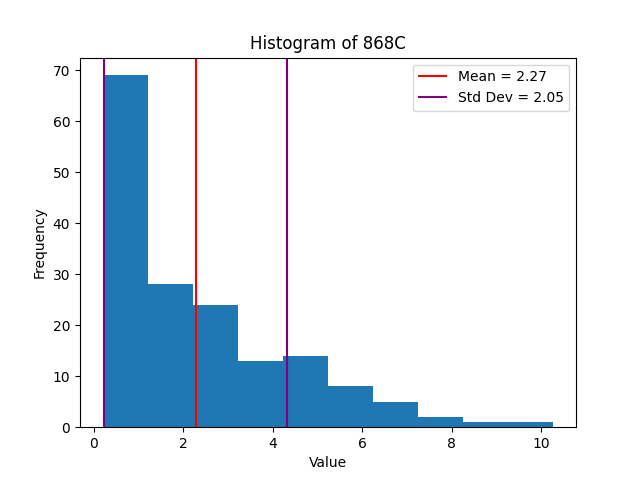 Histogram of 868C
Mean = 2.27
Std Dev = 2.05
70
60
50
40
30
20
10
0
Frequency
0 2 4 6 8 10
Value